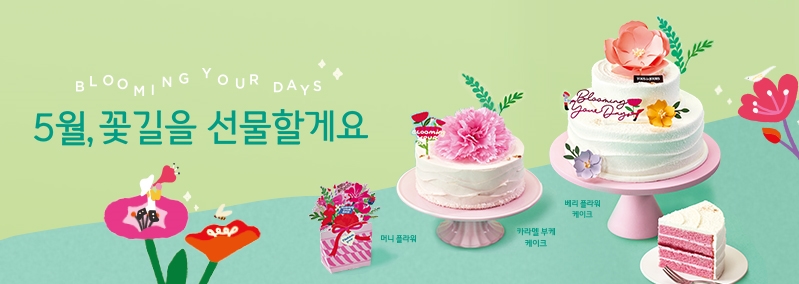 BLOOMING YOUR DAYS
5월, 꽃길을 선물할게요
Blooming
Your Days
머니 플라워
카라멜 부케
케이크
베리 플라워
케이크